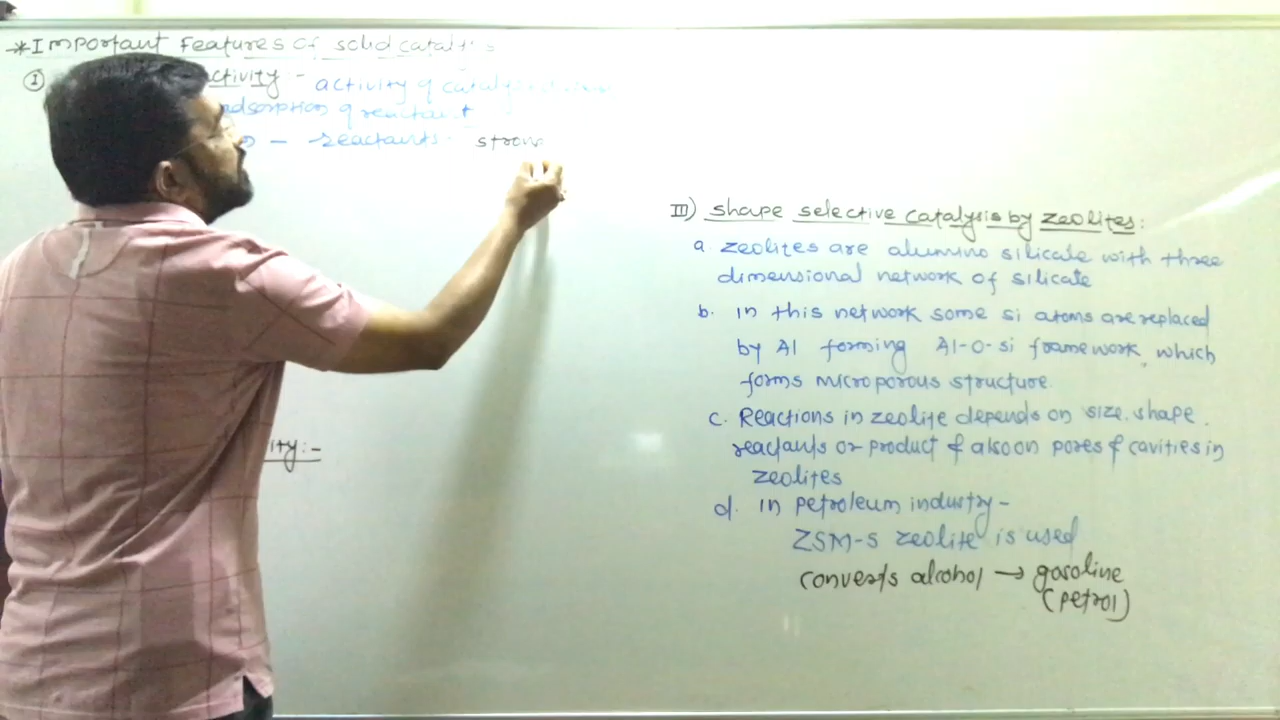 *Important Features of solid catalysts
I ctivity :- activity of catalyst
adsorption of reactant
- reactants. strong
ity:-
III) shape selective catalysis by zeolites:
a. zeolites are alumino silicate with three
dimensional network of silicate
b. in this network some si atoms are replaced
by Al forming Al-O-si framework, which
forms microporous structure.
c. Reactions in zeolite depends on size. shape.
reactants or product & also on pores & cavities in
zeolites
d. in petroleum industry -
ZSM-5 zeolite is used
converts alcohol → gasoline
(petrol)